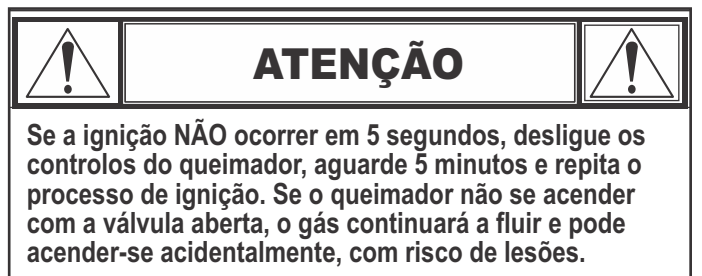 ATENÇÃO
Se a ignição NÃO ocorrer em 5 segundos, desligue os
controlos do queimador, aguarde 5 minutos e repita o
processo de ignição. Se o queimador não se acender
com a válvula aberta, o gás continuará a fluir e pode
acender-se acidentalmente, com risco de lesões.